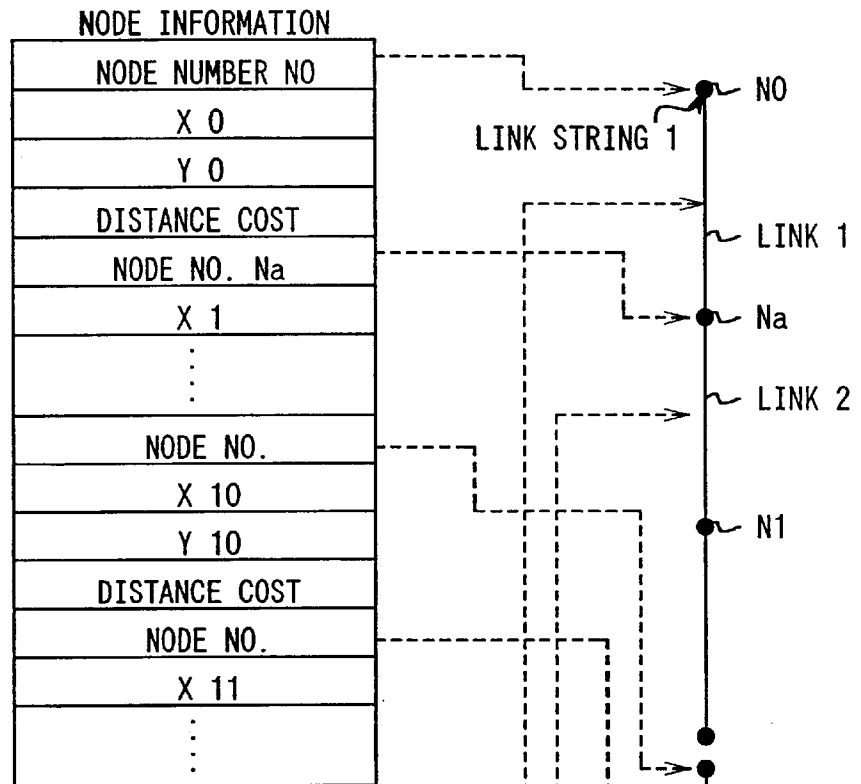 NODE INFORMATION
NODE NUMBER NO
X 0
Y 0
DISTANCE COST
NODE NO. Na
X 1
NODE NO.
X 10
Y 10
DISTANCE COST
NODE NO.
X 11
NO
LINK STRING 1
LINK 1
Na
LINK 2
N1